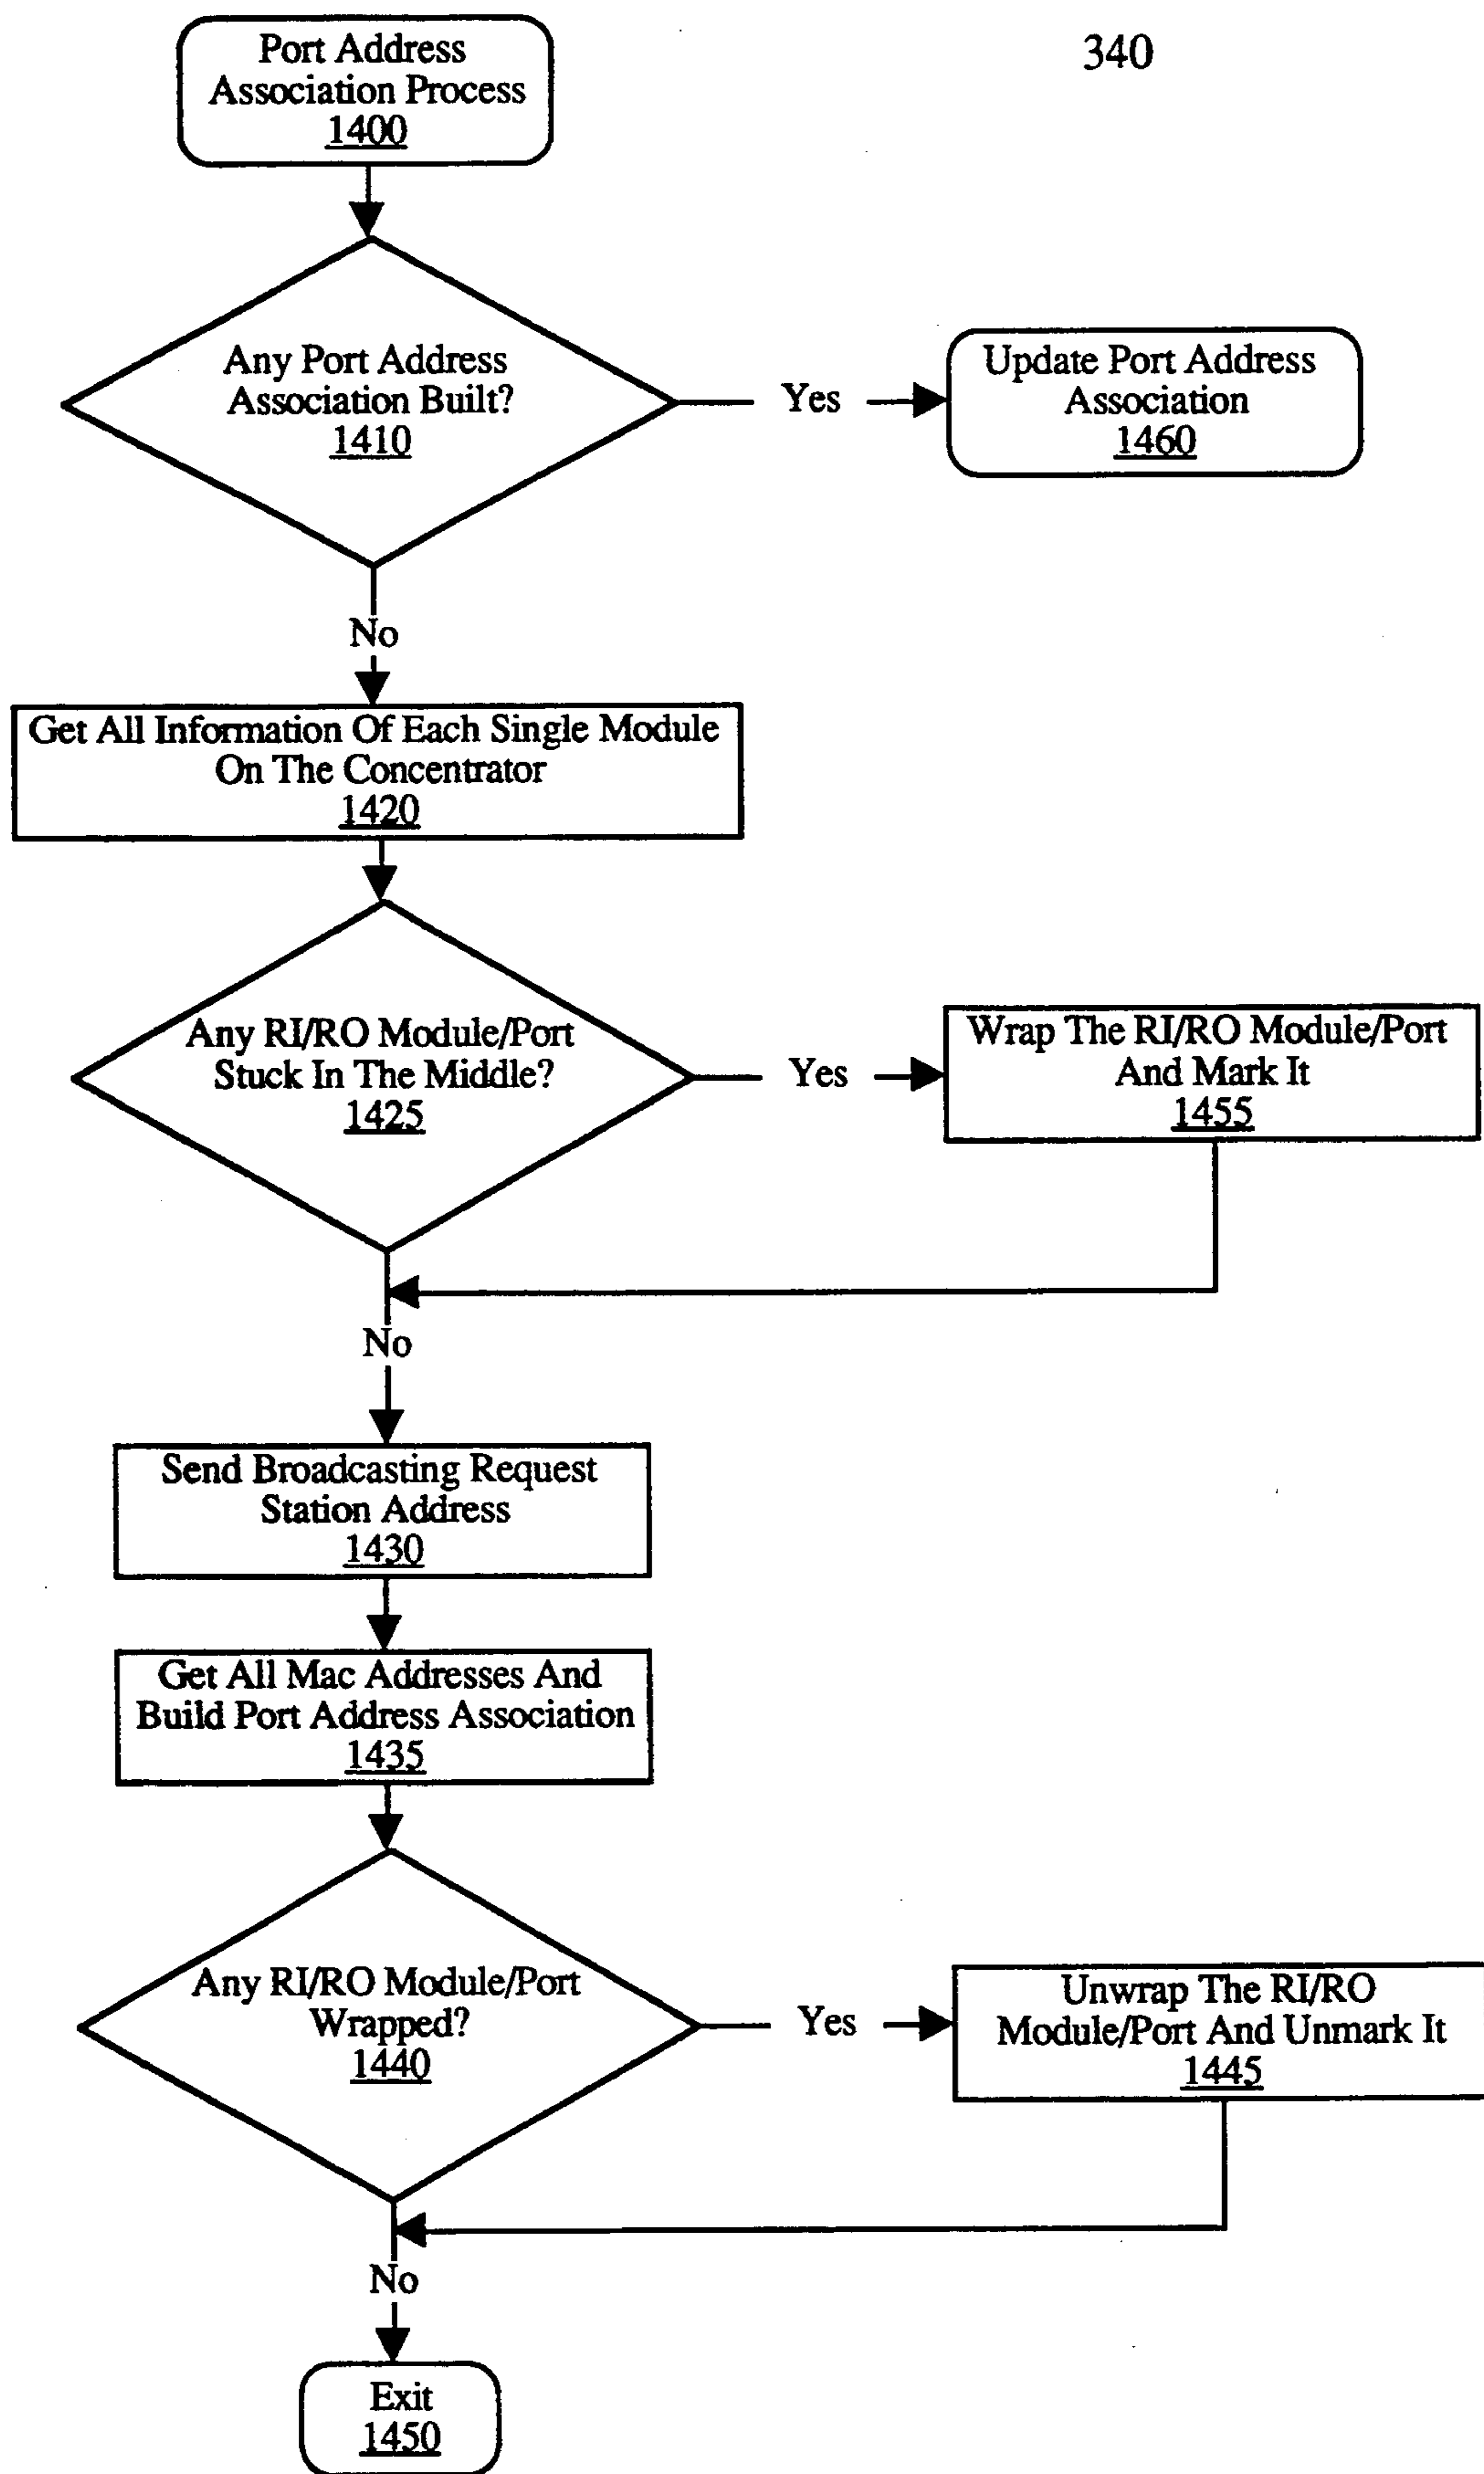 340
Port Address
Association Process
1400
Any Port Address
Association Built?
1410
Yes
Update Port Address
Association
1460
No
Get All Information Of Each Single Module
On The Concentrator
1420
Any RI/RO Module/Port
Stuck In The Middle?
1425
Yes
Wrap The RI/RO Module/Port
And Mark It
1455
No
Send Broadcasting Request
Station Address
1430
Get All Mac Addresses And
Build Port Address Association
1435
Any RI/RO Module/Port
Wrapped?
1440
Yes
Unwrap The RI/RO
Module/Port And Unmark It
1445
No
Exit
1450